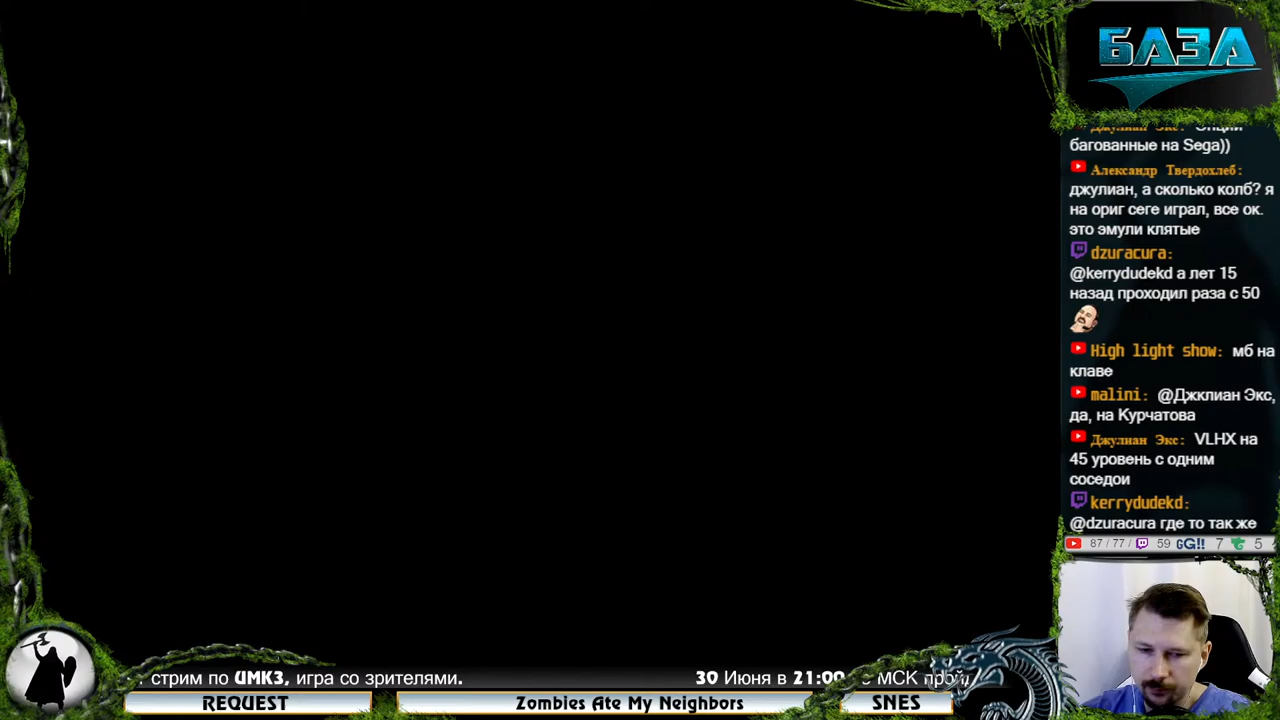 БАЗА
багованные на Sega))
Александр Твердохлеб:
джулиан, а сколько колб? я
на ориг сеге играл, все ок.
это эмули клятые
dzuracura:
@kerrydudekd а лет 15
назад проходил раза с 50
High light show: мб на
клаве
malini: @Джклиан Экс,
да, на Курчатова
Джулиан Экс: VLHX на
45 уровень с одним
соседои
kerrydudekd:
@dzuracura где то так же
87 / 77 / 59 GG!! 7 5
стрим по UMK3, игра со зрителями. 30 Июня в 21:00 МСК
REQUEST Zombies Ate My Neighbors SNES